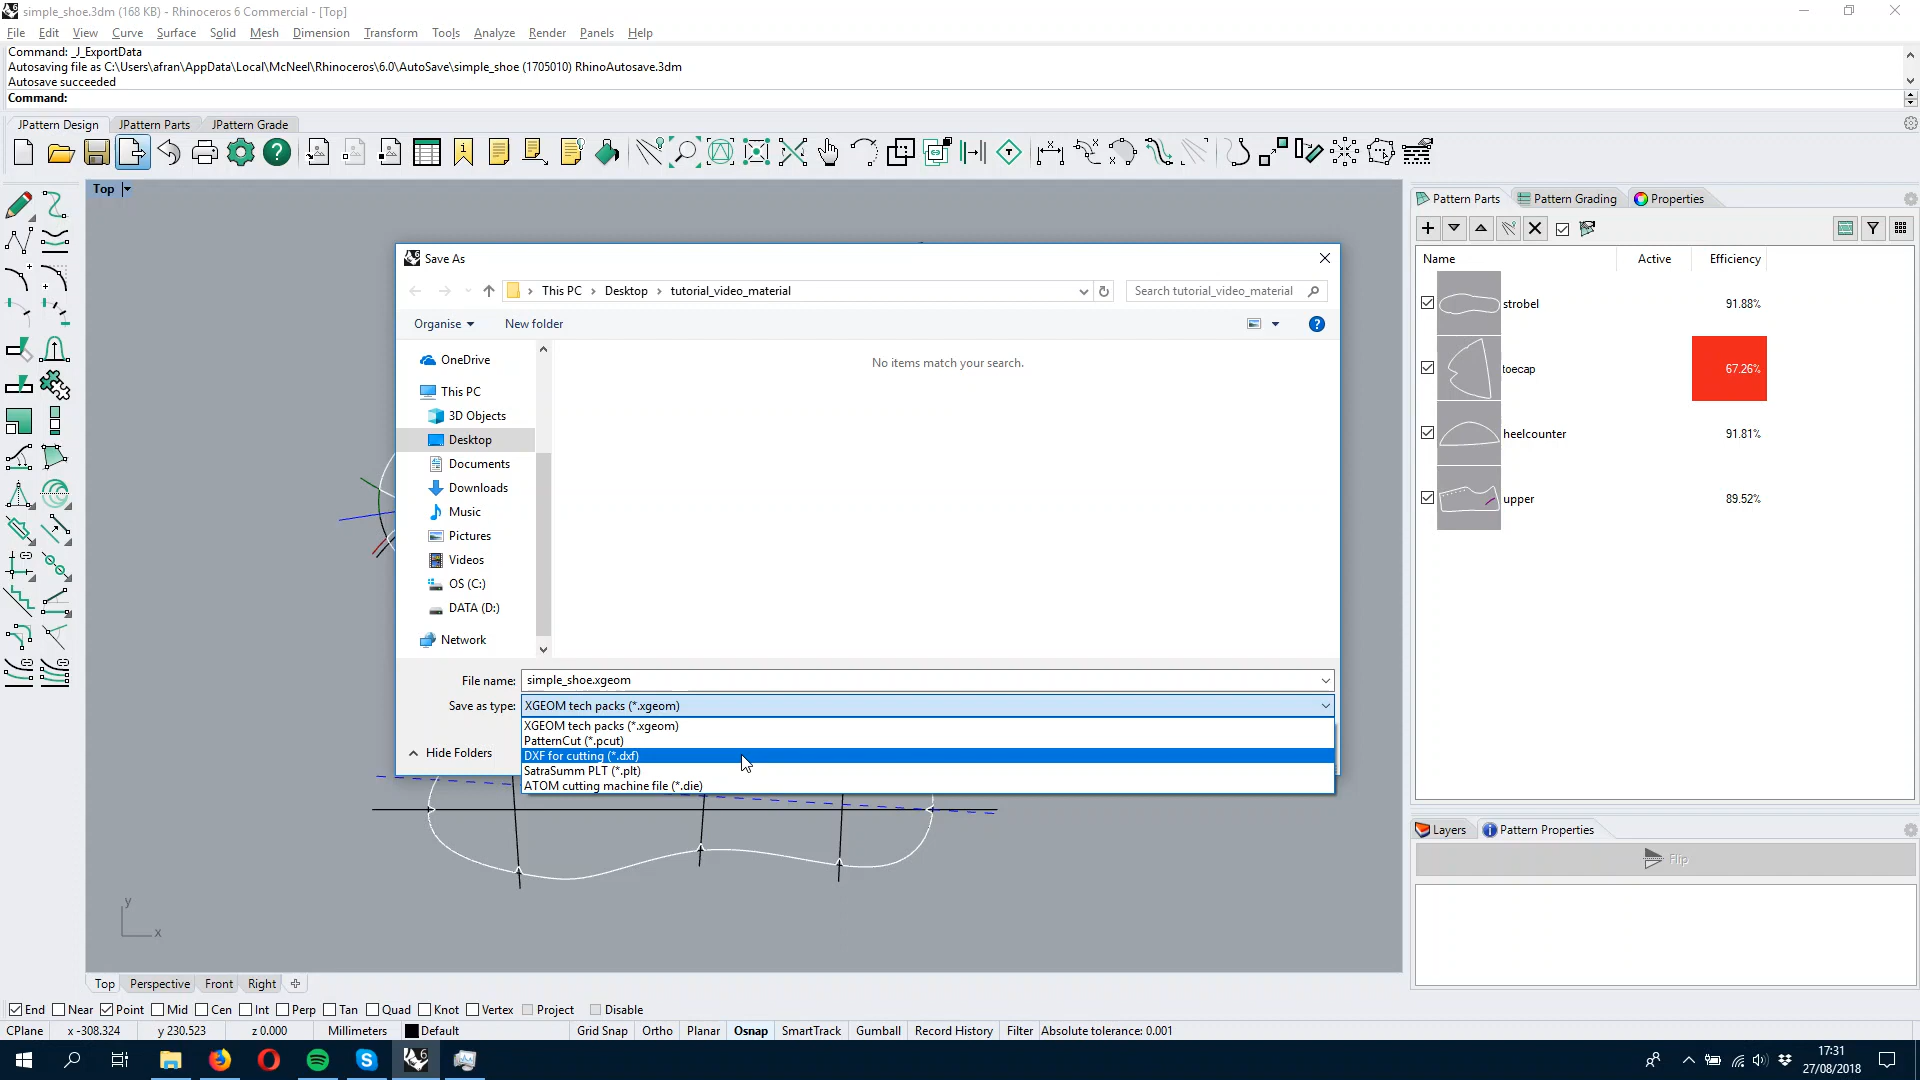 simple_shoe.3dm (168 KB) - Rhinoceros 6 Commercial - [Top]
File Edit View Curve Surface Solid Mesh Dimension Transform Tools Analyze Render Panels Help
Command: _J_ExportData
Autosaving file as C:\Users\afran\AppData\Local\McNeel\Rhinoceros\6.0\AutoSave\simple_shoe (1705010) RhinoAutosave.3dm
Autosave succeeded
Command:
JPattern Design JPattern Parts JPattern Grade
Top
Pattern Parts Pattern Grading Properties
Name Active Efficiency
strobel 91.88%
toecap 67.26%
heelcounter 91.81%
upper 89.52%
Save As
This PC Desktop tutorial_video_material
Search tutorial_video_material
Organise New folder
No items match your search.
OneDrive
This PC
3D Objects
Desktop
Documents
Downloads
Music
Pictures
Videos
OS (C:)
DATA (D:)
Network
File name: simple_shoe.xgeom
Save as type: XGEOM tech packs (*.xgeom)
XGEOM tech packs (*.xgeom)
PatternCut (*.pcut)
DXF for cutting (*.dxf)
SatraSumm PLT (*.plt)
ATOM cutting machine file (*.die)
Hide Folders
Layers Pattern Properties
Flip
y
x
Top Perspective Front Right
End Near Point Mid Cen Int Perp Tan Quad Knot Vertex Project Disable
CPlane x -308.324 y 230.523 z 0.000 Millimeters Default Grid Snap Ortho Planar Osnap SmartTrack Gumball Record History Filter Absolute tolerance: 0.001
17:31
27/08/2018